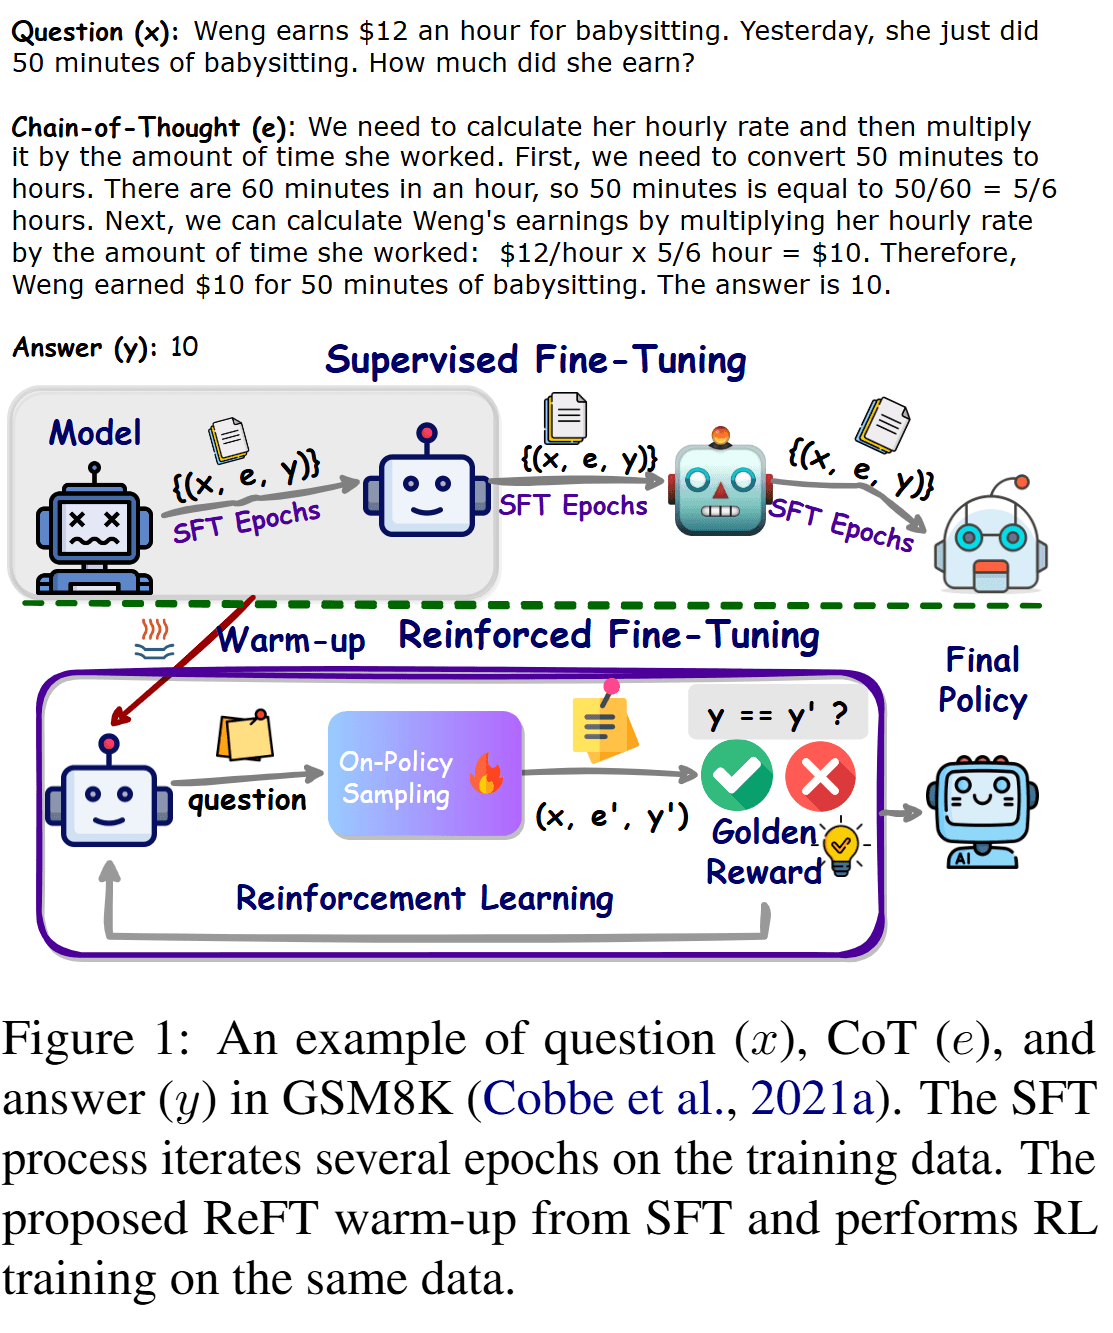 Question (x): Weng earns $12 an hour for babysitting. Yesterday, she just did
50 minutes of babysitting. How much did she earn?
Chain-of-Thought (e): We need to calculate her hourly rate and then multiply
it by the amount of time she worked. First, we need to convert 50 minutes to
hours. There are 60 minutes in an hour, so 50 minutes is equal to 50/60 = 5/6
hours. Next, we can calculate Weng's earnings by multiplying her hourly rate
by the amount of time she worked: $12/hour x 5/6 hour = $10. Therefore,
Weng earned $10 for 50 minutes of babysitting. The answer is 10.
Answer (y): 10
Supervised Fine-Tuning
Model
{(x, e, y)}
SFT Epochs
{(x, e, y)}
SFT Epochs
{(x, e, y)}
SFT Epochs
Warm-up
Reinforced Fine-Tuning
Final
Policy
question
On-Policy
Sampling
(x, e', y')
y == y' ?
Golden
Reward
AI
Reinforcement Learning
Figure 1: An example of question (x), CoT (e), and
answer (y) in GSM8K (Cobbe et al., 2021a). The SFT
process iterates several epochs on the training data. The
proposed ReFT warm-up from SFT and performs RL
training on the same data.